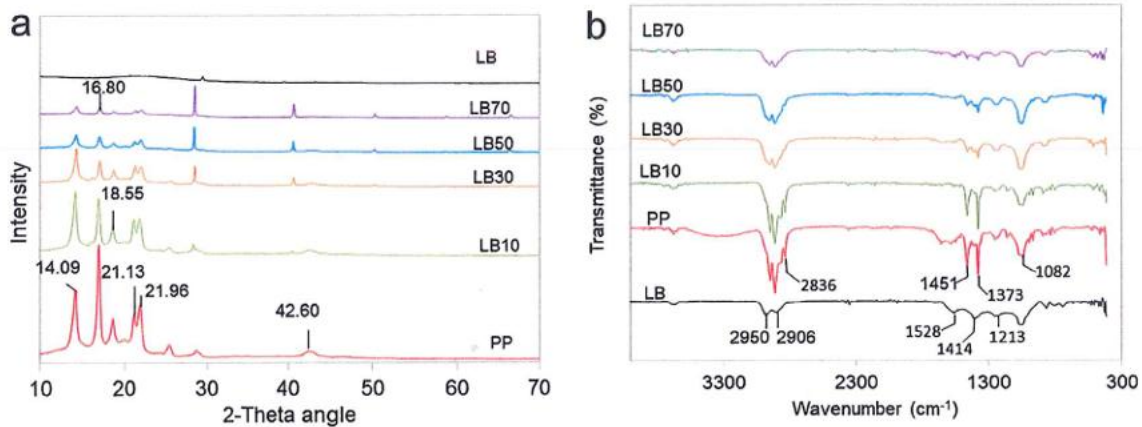 a
LB
16.80
LB70
LB50
LB30
18.55
LB10
14.09
21.13
21.96
42.60
PP
Intensity
10 20 30 40 50 60 70
2-Theta angle
b
LB70
LB50
LB30
LB10
PP
2836
1451
1373
1082
LB
2950 2906
1528
1414
1213
Transmittance (%)
3300 2300 1300 300
Wavenumber (cm⁻¹)